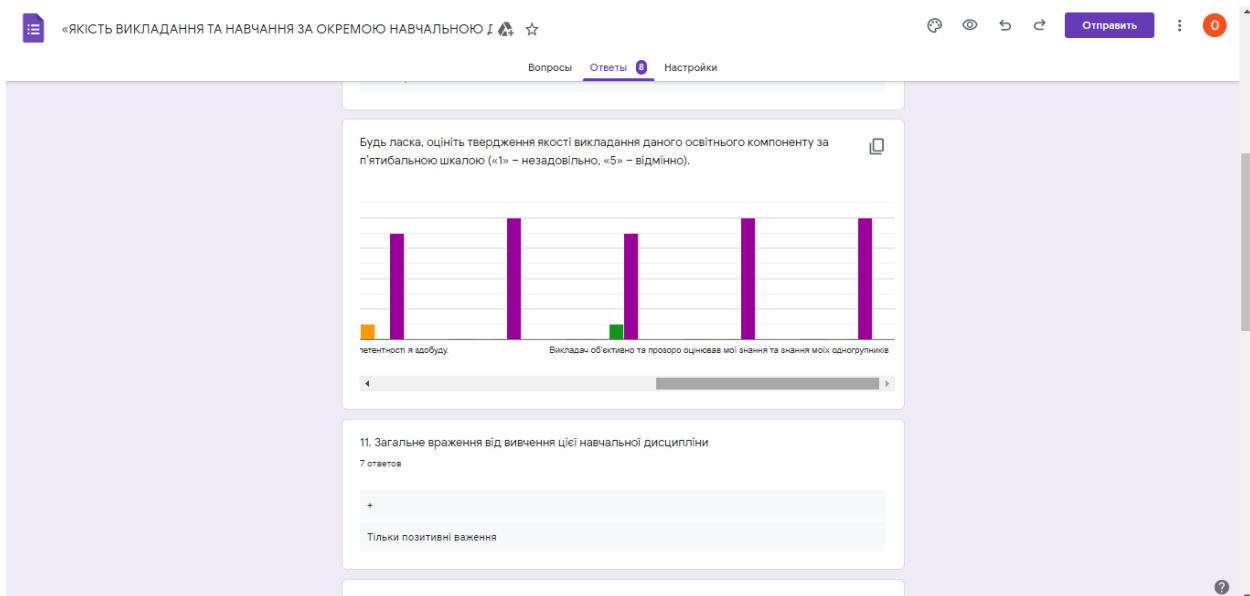 «ЯКІСТЬ ВИКЛАДАННЯ ТА НАВЧАННЯ ЗА ОКРЕМОЮ НАВЧАЛЬНОЮ Д
Отправить
О
Вопросы Ответы 8 Настройки
Будь ласка, оцініть твердження якості викладання даного освітнього компоненту за
п'ятибальною шкалою («1» – незадовільно, «5» – відмінно).
петентності я здобуду. Викладач об'єктивно та прозоро оцінював мої знання та знання моїх одногрупників
11. Загальне враження від вивчення цієї навчальної дисципліни
7 ответов
+
Тільки позитивні важення